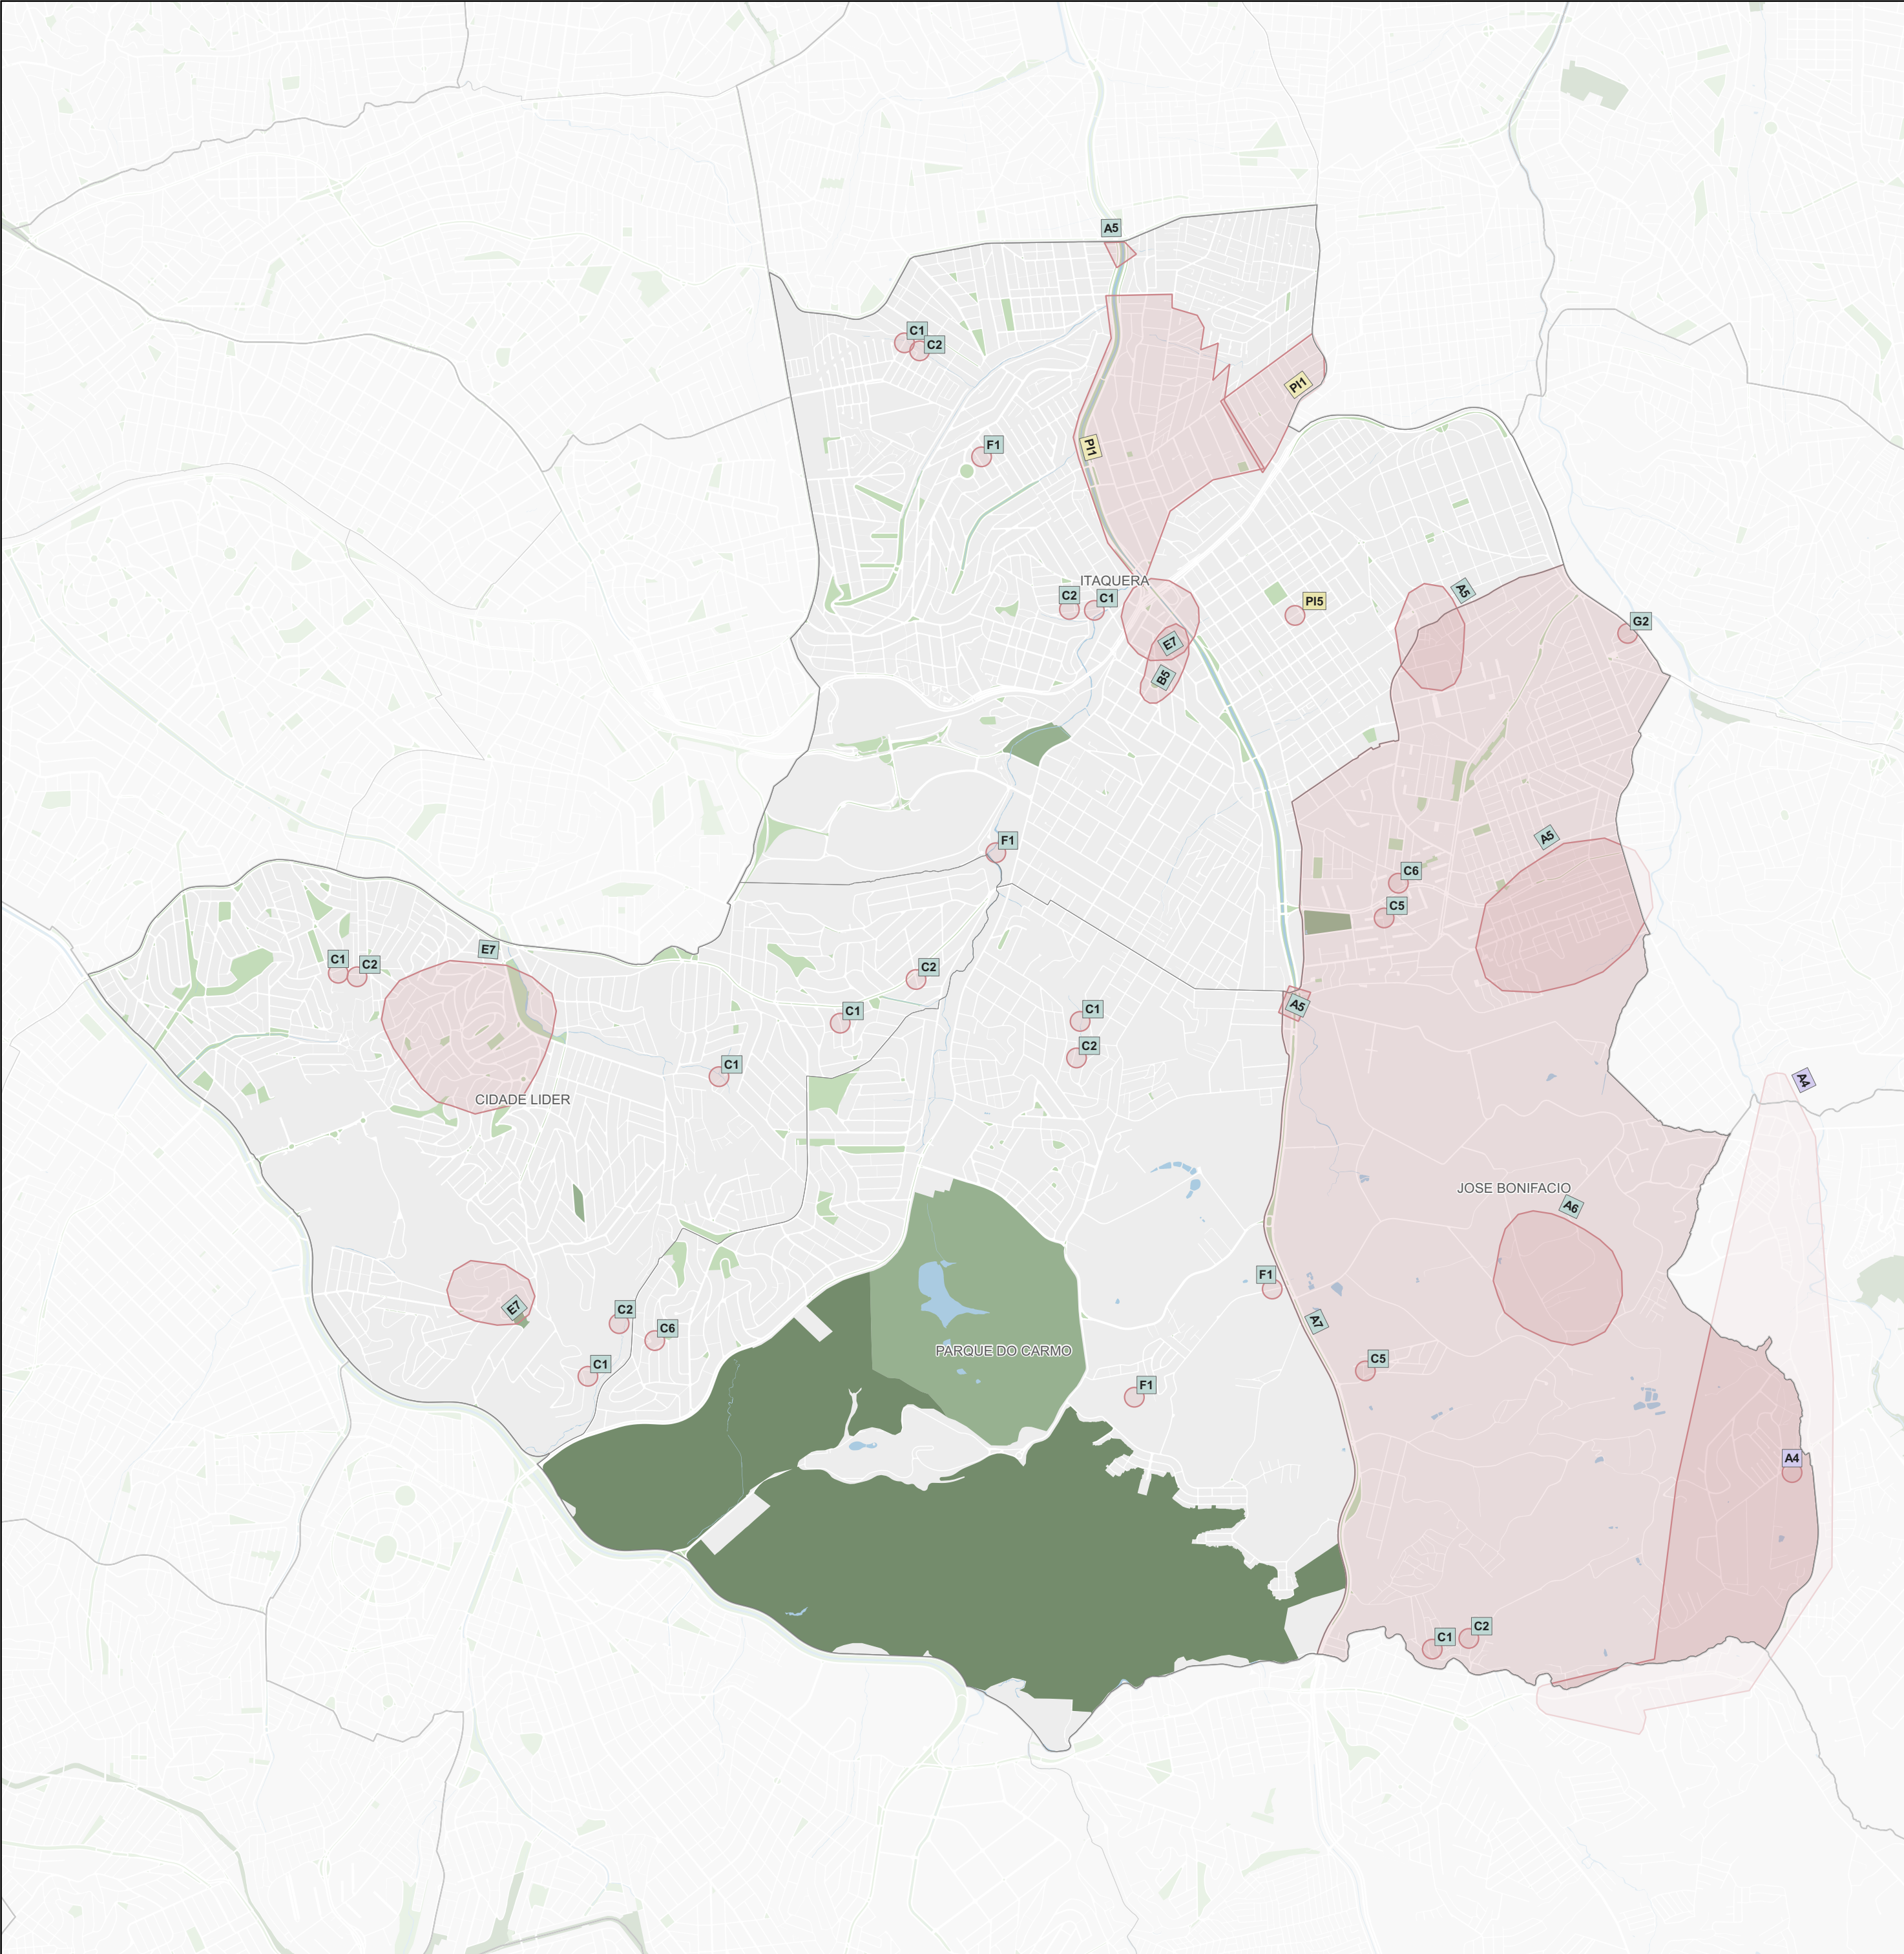 A5
C1
C2
PI1
F1
PI1
ITAQUERA
A5
C2
C1
PI5
G2
E7
B5
A5
F1
C6
C5
E7
C1
C2
C2
A5
C1
C1
C2
C1
A4
CIDADE LIDER
JOSE BONIFACIO
A6
F1
E7
C2
A7
C6
PARQUE DO CARMO
C5
C1
F1
A4
C2
C1